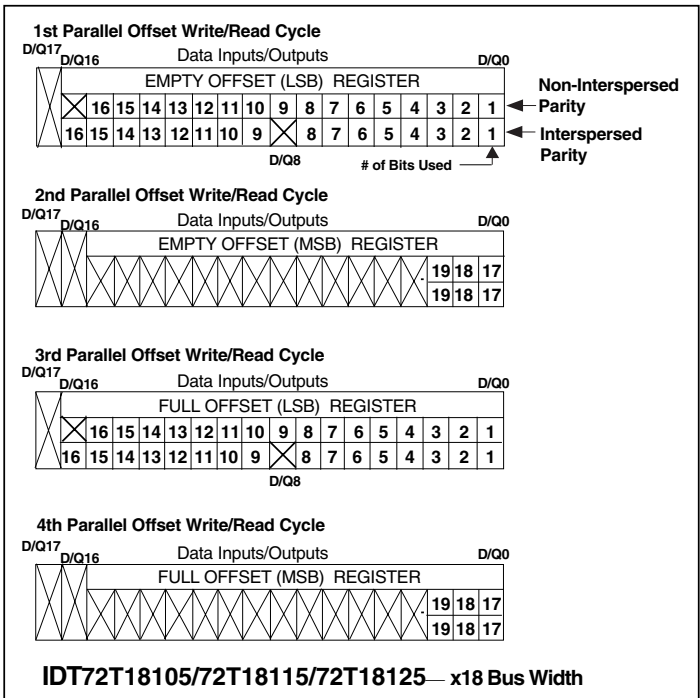 1st Parallel Offset Write/Read Cycle
D/Q17 D/Q16 Data Inputs/Outputs D/Q0
EMPTY OFFSET (LSB) REGISTER
16 15 14 13 12 11 10 9 8 7 6 5 4 3 2 1 Non-Interspersed Parity
16 15 14 13 12 11 10 9 8 7 6 5 4 3 2 1 Interspersed Parity
D/Q8
# of Bits Used
2nd Parallel Offset Write/Read Cycle
D/Q17 D/Q16 Data Inputs/Outputs D/Q0
EMPTY OFFSET (MSB) REGISTER
19 18 17
19 18 17
3rd Parallel Offset Write/Read Cycle
D/Q17 D/Q16 Data Inputs/Outputs D/Q0
FULL OFFSET (LSB) REGISTER
16 15 14 13 12 11 10 9 8 7 6 5 4 3 2 1
16 15 14 13 12 11 10 9 8 7 6 5 4 3 2 1
D/Q8
4th Parallel Offset Write/Read Cycle
D/Q17 D/Q16 Data Inputs/Outputs D/Q0
FULL OFFSET (MSB) REGISTER
19 18 17
19 18 17
IDT72T18105/72T18115/72T18125— x18 Bus Width